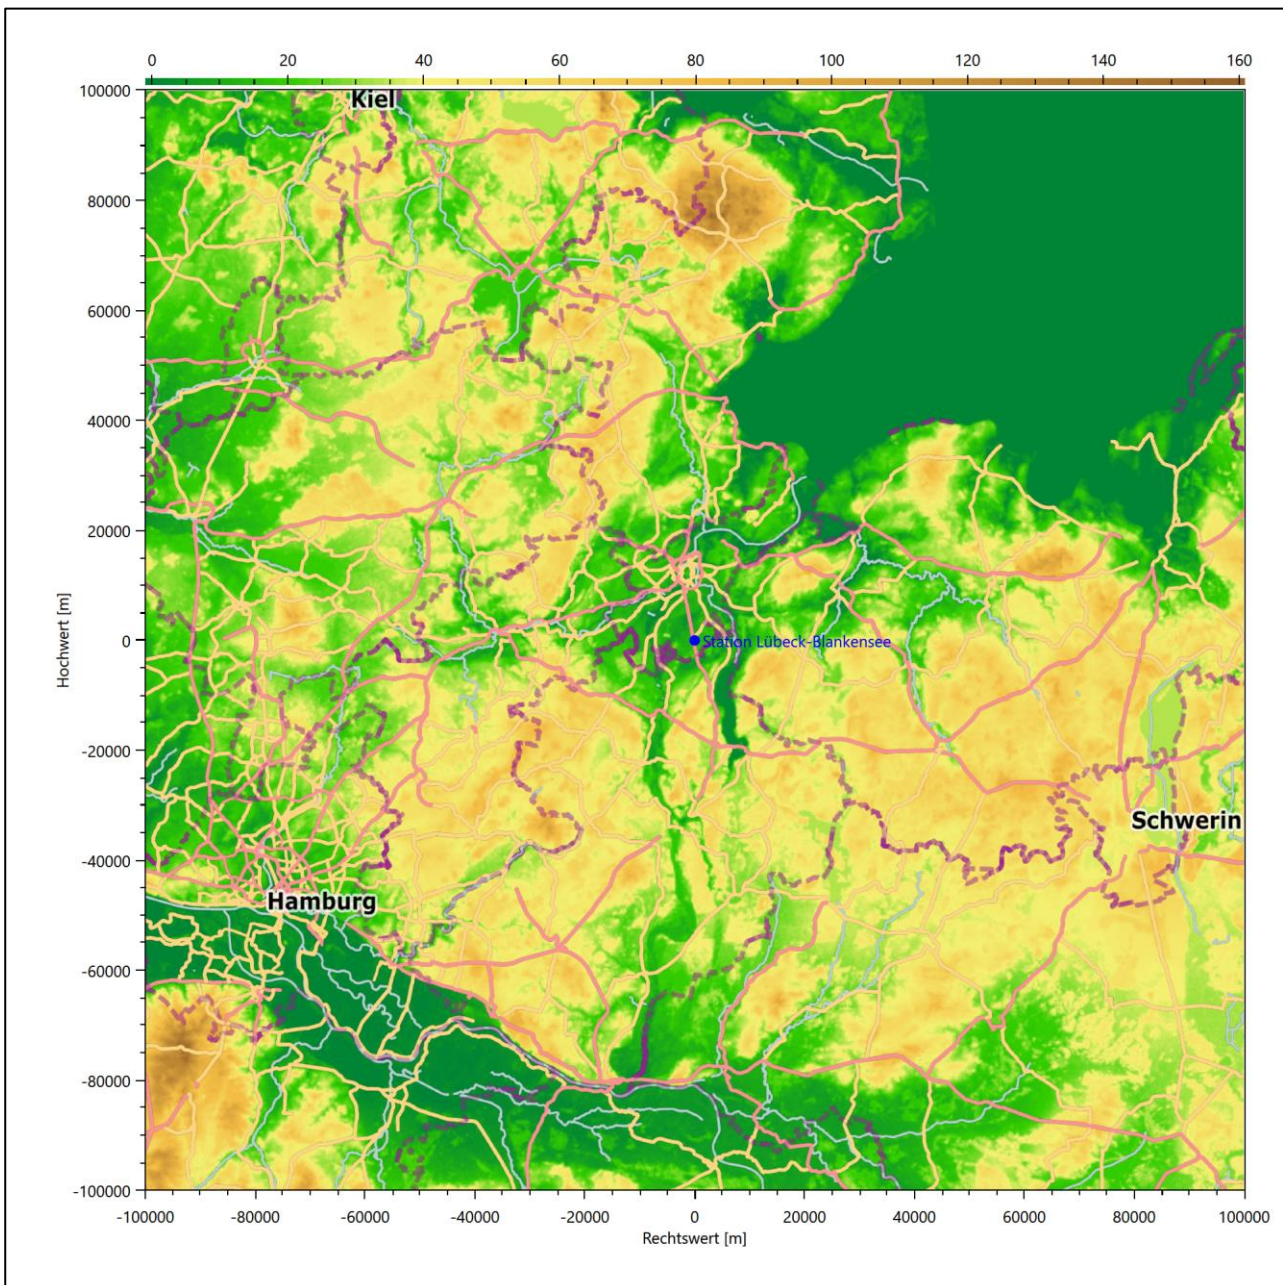 0 20 40 60 80 100 120 140 160
100000
Kiel
80000
60000
40000
20000
Hochwert [m]
0
Station Lübeck-Blankensee
-20000
Schwerin
-40000
Hamburg
-60000
-80000
-100000
-100000 -80000 -60000 -40000 -20000 0 20000 40000 60000 80000 100000
Rechtswert [m]